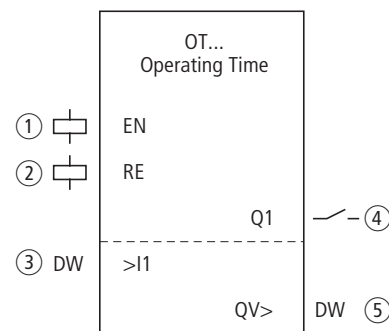 OT...
Operating Time
① EN
② RE
Q1 ④
③ DW >I1
QV> DW ⑤